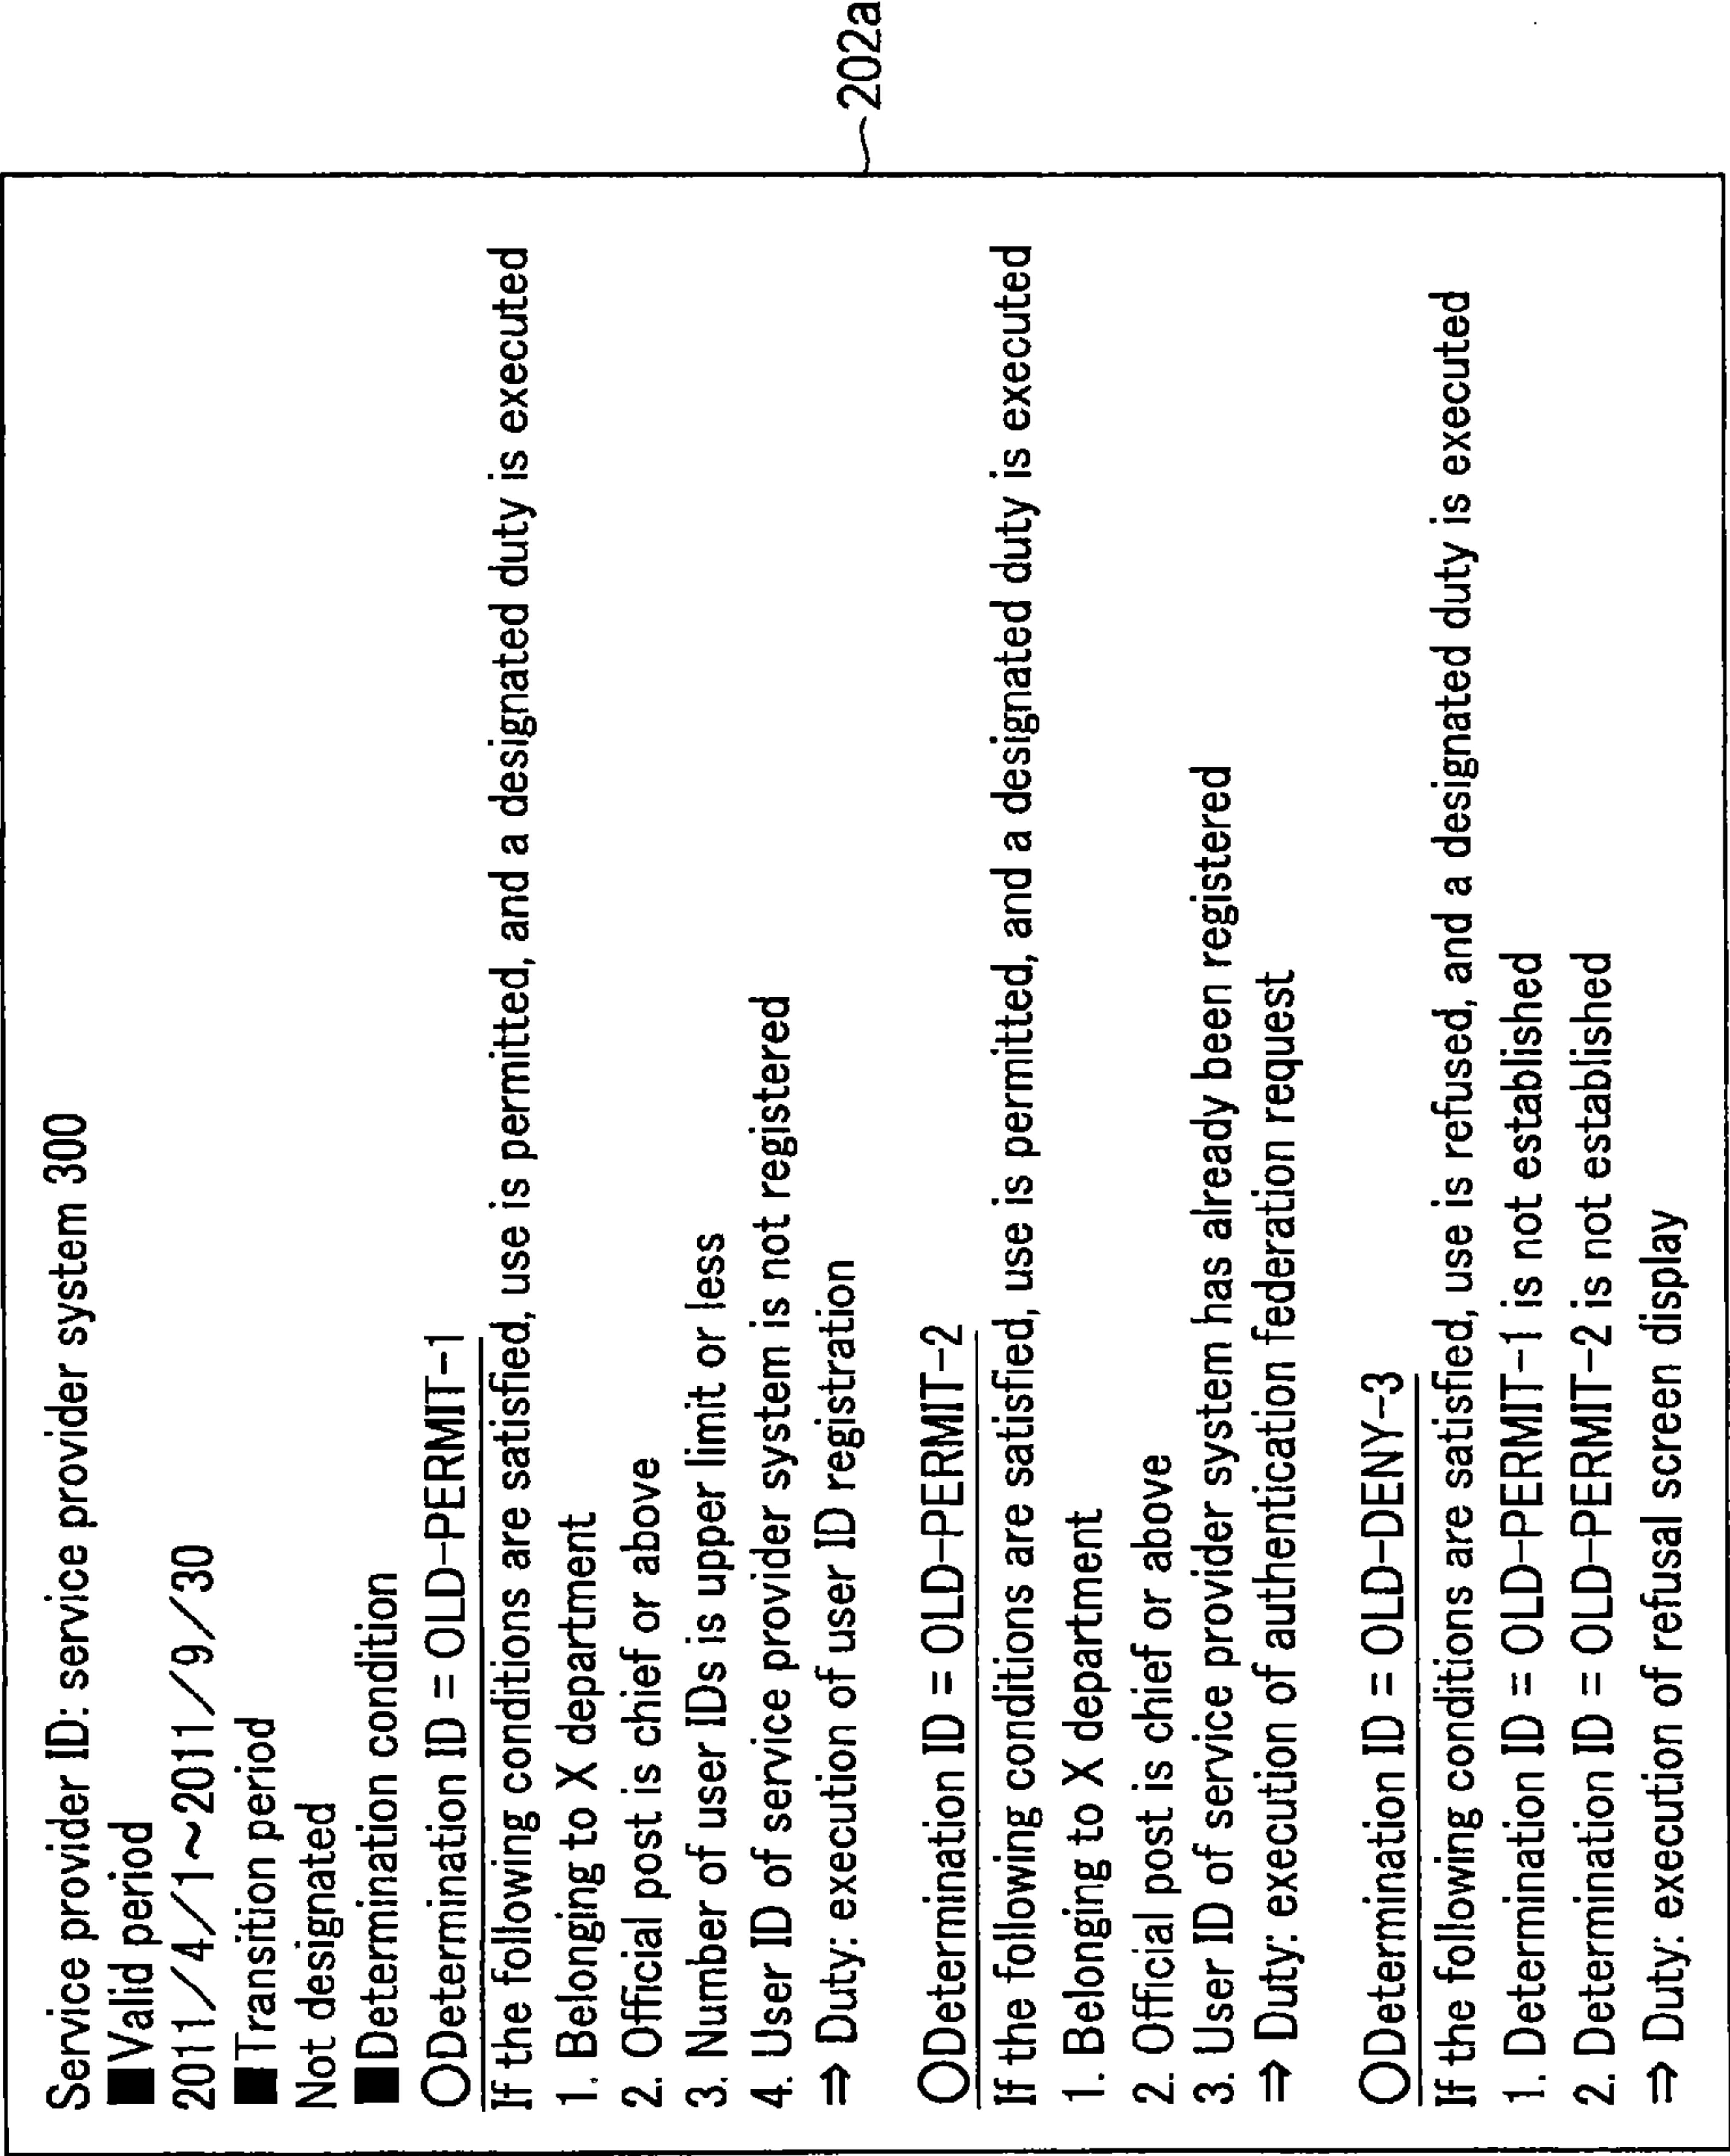 Service provider ID: service provider system 300
■Valid period
2011/4/1~2011/9/30
■Transition period
Not designated
■Determination condition
○Determination ID = OLD-PERMIT-1
If the following conditions are satisfied, use is permitted, and a designated duty is executed
1. Belonging to X department
2. Official post is chief or above
3. Number of user IDs is upper limit or less
4. User ID of service provider system is not registered
⇒ Duty: execution of user ID registration
○Determination ID = OLD-PERMIT-2
If the following conditions are satisfied, use is permitted, and a designated duty is executed
1. Belonging to X department
2. Official post is chief or above
3. User ID of service provider system has already been registered
⇒ Duty: execution of authentication federation request
○Determination ID = OLD-DENY-3
If the following conditions are satisfied, use is refused, and a designated duty is executed
1. Determination ID = OLD-PERMIT-1 is not established
2. Determination ID = OLD-PERMIT-2 is not established
⇒ Duty: execution of refusal screen display
202a